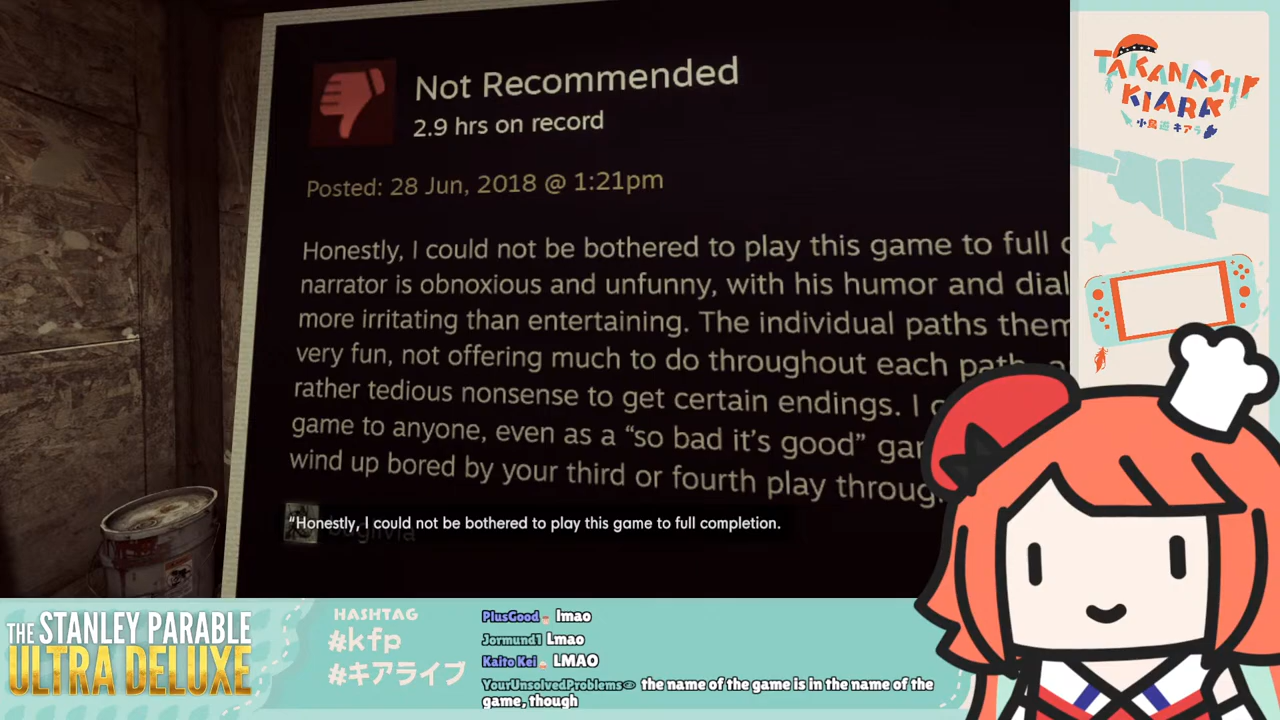 Not Recommended
2.9 hrs on record
Posted: 28 Jun, 2018 @ 1:21pm
Honestly, I could not be bothered to play this game to full
narrator is obnoxious and unfunny, with his humor and
more irritating than entertaining. The individual paths
very fun, not offering much to do throughout each path,
rather tedious nonsense to get certain endings. I
game to anyone, even as a “so bad it’s good”
wind up bored by your third or fourth play
“Honestly, I could not be bothered to play this game to full completion.
TAKANASHI
KIARA
小鳥遊キアラ
THE STANLEY PARABLE
ULTRA DELUXE
HASHTAG
#kfp
#キアライブ
PlusGood lmao
Jormund1 Lmao
Kaito Kei LMAO
YourUnsolvedProblems the name of the game is in the name of the
game, though